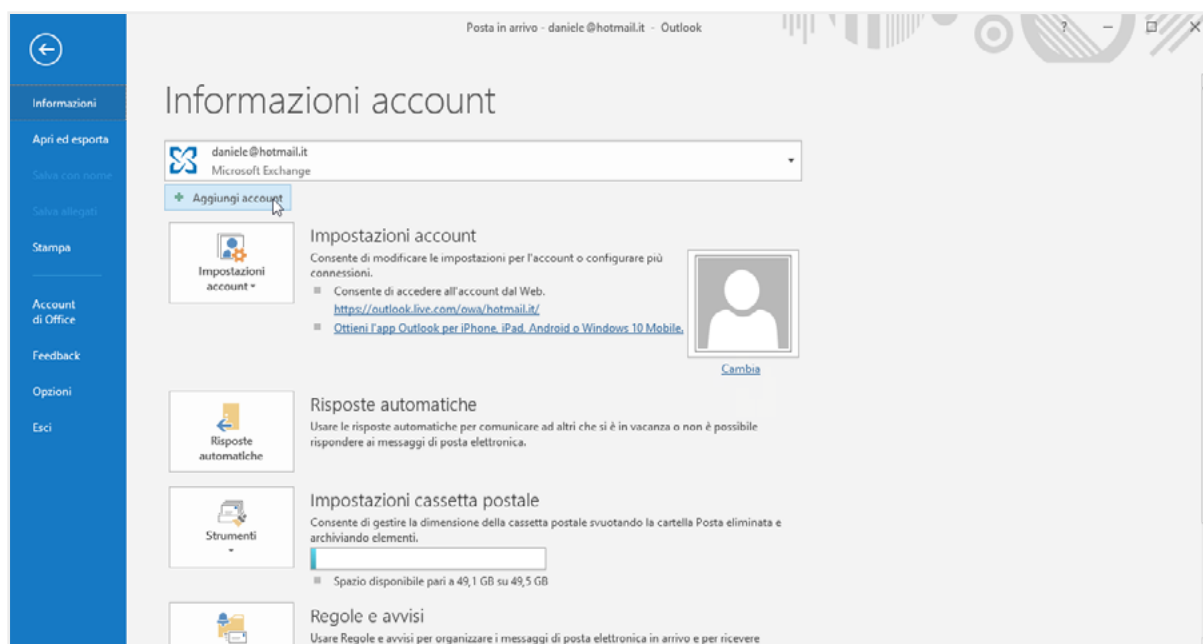 Posta in arrivo - daniele@hotmail.it - Outlook
?
Informazioni
Apri ed esporta
Salva con nome
Salva allegati
Stampa
Account
di Office
Feedback
Opzioni
Esci
Informazioni account
daniele@hotmail.it
Microsoft Exchange
Aggiungi account
Impostazioni
account
Impostazioni account
Consente di modificare le impostazioni per l'account o configurare più
connessioni.
Consente di accedere all'account dal Web.
https://outlook.live.com/owa/hotmail.it/
Ottieni l'app Outlook per iPhone, iPad, Android o Windows 10 Mobile.
Cambia
Risposte
automatiche
Risposte automatiche
Usare le risposte automatiche per comunicare ad altri che si è in vacanza o non è possibile
rispondere ai messaggi di posta elettronica.
Strumenti
Impostazioni cassetta postale
Consente di gestire la dimensione della cassetta postale svuotando la cartella Posta eliminata e
archiviando elementi.
Spazio disponibile pari a 49,1 GB su 49,5 GB
Regole e avvisi
Usare Regole e avvisi per organizzare i messaggi di posta elettronica in arrivo e per ricevere